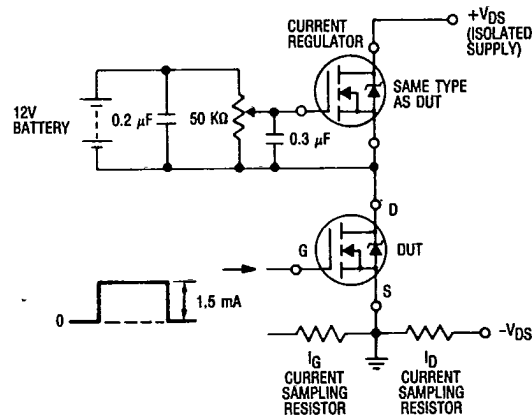 +VDS
(ISOLATED
SUPPLY)
CURRENT
REGULATOR
SAME TYPE
AS DUT
12V
BATTERY
0.2 µF
50 KΩ
0.3 µF
D
G
DUT
S
1.5 mA
0
-VDS
IG
CURRENT
SAMPLING
RESISTOR
ID
CURRENT
SAMPLING
RESISTOR